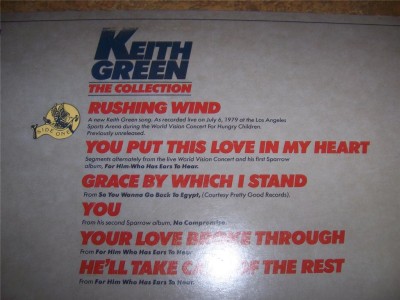 KEITH
GREEN
THE COLLECTION
RUSHING WIND
A new Keith Green song. As recorded live on July 6, 1979 at the Los Angeles
Sports Arena during the World Vision Concert For Hungry Children.
Previously unreleased.
SIDE ONE
YOU PUT THIS LOVE IN MY HEART
Segments alternately from the live World Vision Concert and his first Sparrow
album, For Him Who Has Ears To Hear.
GRACE BY WHICH I STAND
From So You Wanna Go Back To Egypt, (Courtesy Pretty Good Records).
YOU
From his second Sparrow album, No Compromise.
YOUR LOVE BROKE THROUGH
From For Him Who Has Ears To Hear.
HE'LL TAKE CARE OF THE REST
From For Him Who Has Ears To Hear.